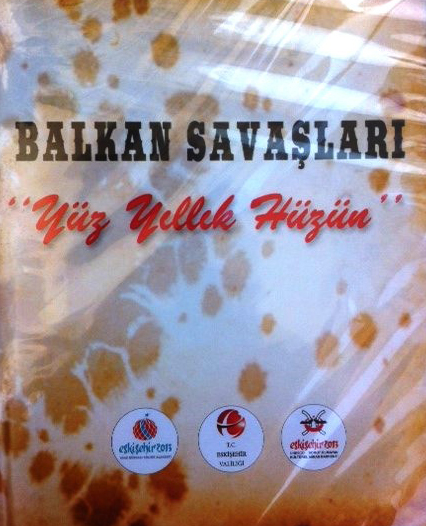 BALKAN SAVAŞLARI
"Yüz Yıllık Hüzün"
eskişehir2013
T.C.
ESKİŞEHİR
VALİLİĞİ
eskişehir2013